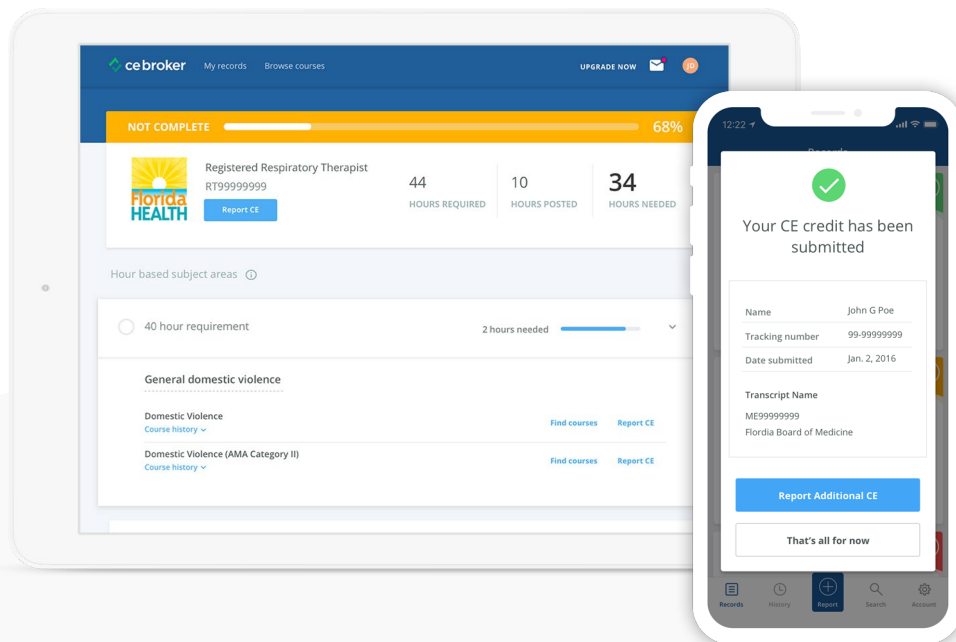 cebroker
My records
Browse courses
UPGRADE NOW
JD
NOT COMPLETE
68%
Florida
HEALTH
Registered Respiratory Therapist
RT99999999
Report CE
44
HOURS REQUIRED
10
HOURS POSTED
34
HOURS NEEDED
Hour based subject areas
40 hour requirement
2 hours needed
General domestic violence
Domestic Violence
Course history
Find courses
Report CE
Domestic Violence (AMA Category II)
Course history
Find courses
Report CE
12:22
Records
Your CE credit has been
submitted
Name
John G Poe
Tracking number
99-99999999
Date submitted
Jan. 2, 2016
Transcript Name
ME99999999
Flordia Board of Medicine
Report Additional CE
That's all for now
Records
History
Report
Search
Account